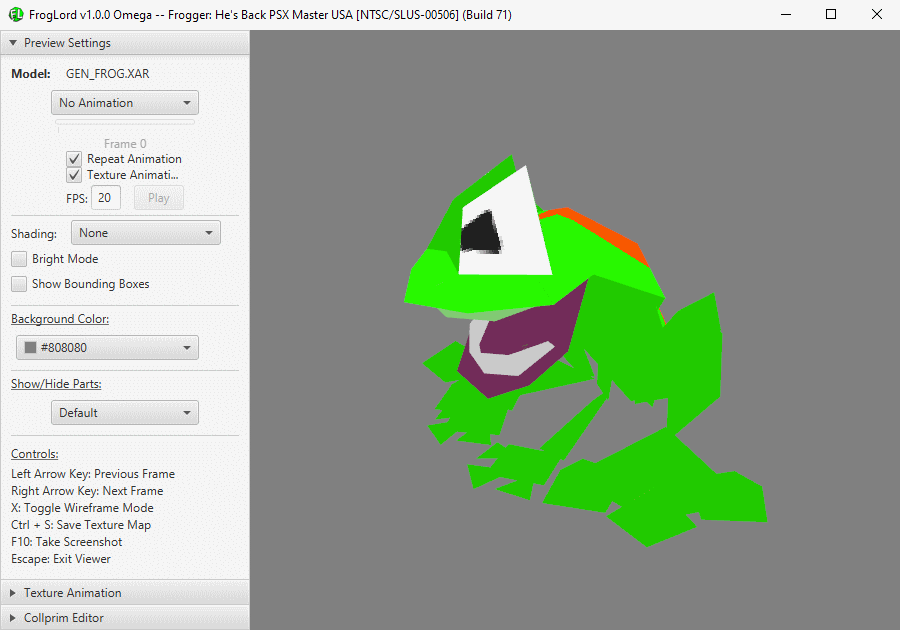 FrogLord v1.0.0 Omega -- Frogger: He's Back PSX Master USA [NTSC/SLUS-00506] (Build 71)
Preview Settings
Model: GEN_FROG.XAR
No Animation
Frame 0
Repeat Animation
Texture Animati...
FPS: 20 Play
Shading: None
Bright Mode
Show Bounding Boxes
Background Color:
#808080
Show/Hide Parts:
Default
Controls:
Left Arrow Key: Previous Frame
Right Arrow Key: Next Frame
X: Toggle Wireframe Mode
Ctrl + S: Save Texture Map
F10: Take Screenshot
Escape: Exit Viewer
Texture Animation
Collprim Editor